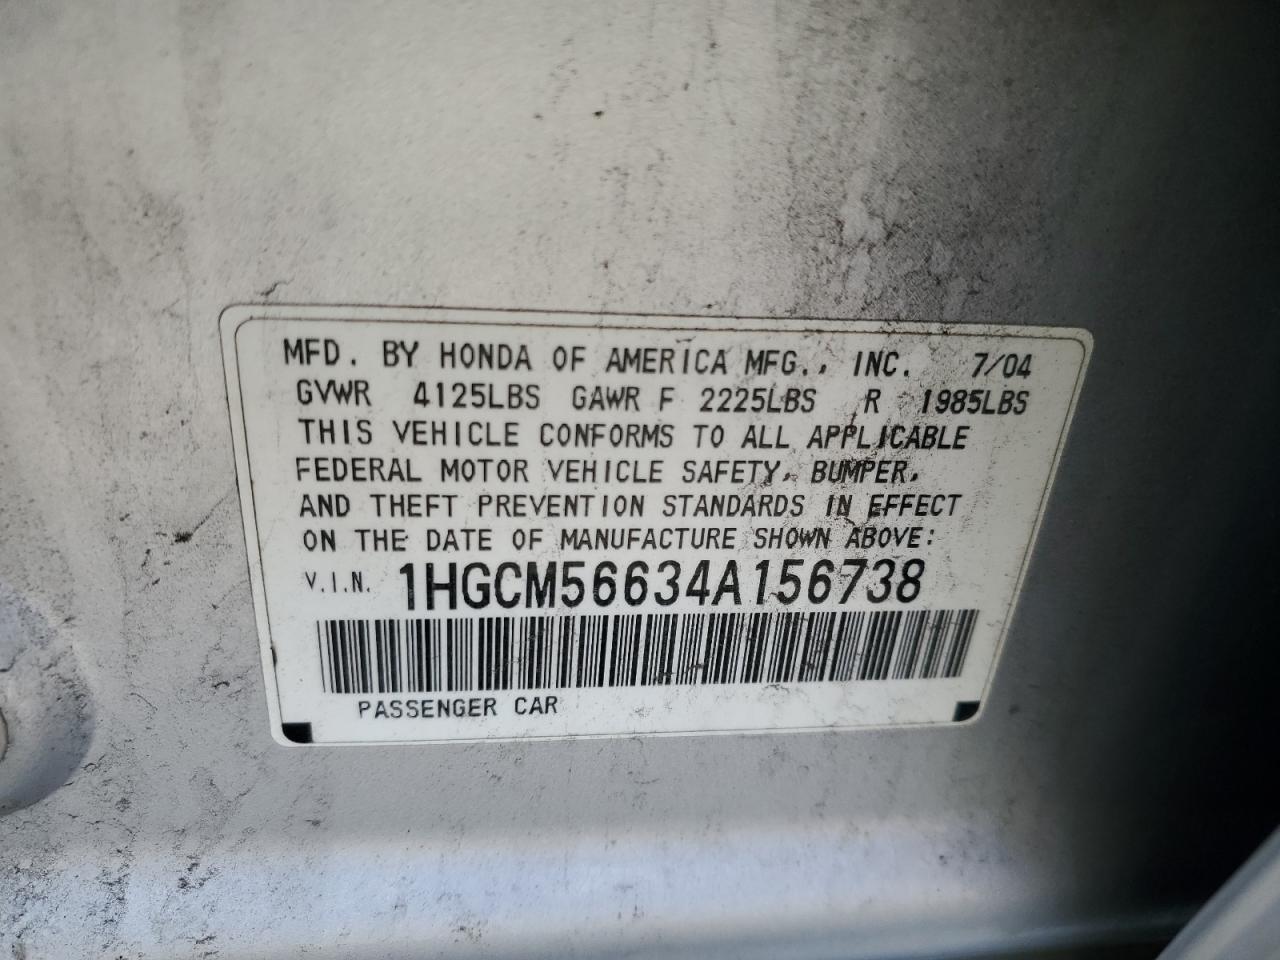 MFD. BY HONDA OF AMERICA MFG., INC. 7/04
GVWR 4125LBS GAWR F 2225LBS R 1985LBS
THIS VEHICLE CONFORMS TO ALL APPLICABLE
FEDERAL MOTOR VEHICLE SAFETY, BUMPER,
AND THEFT PREVENTION STANDARDS IN EFFECT
ON THE DATE OF MANUFACTURE SHOWN ABOVE:
V.I.N. 1HGCM56634A156738
PASSENGER CAR